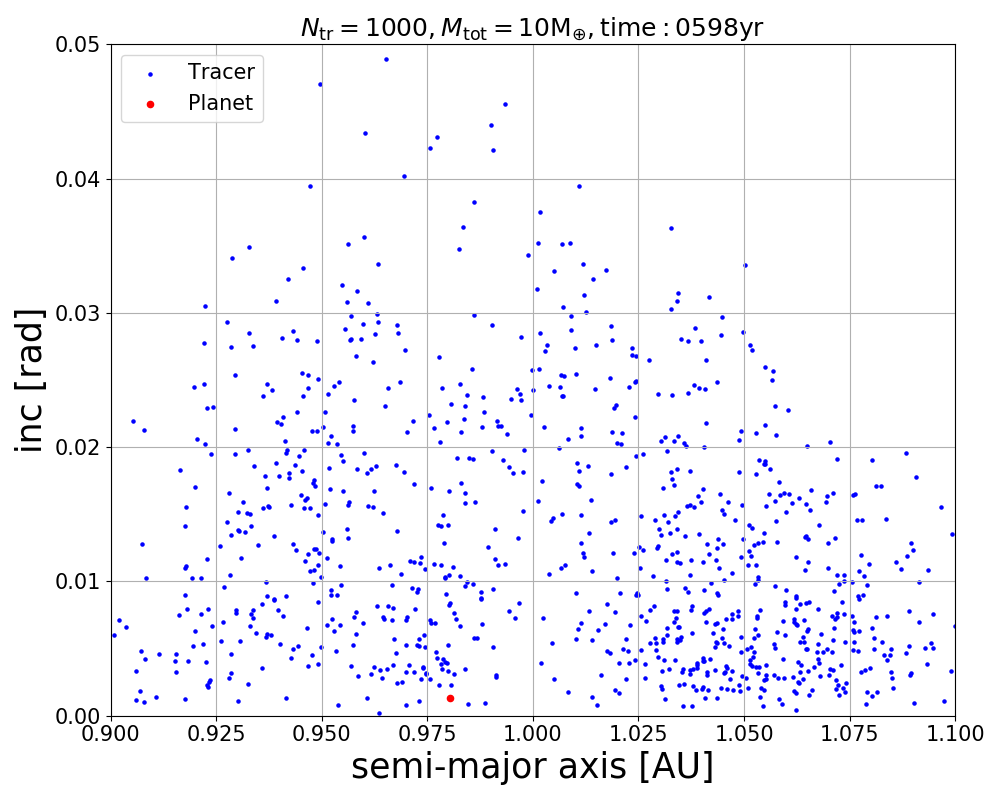 N_tr = 1000, M_tot = 10M_⊕, time : 0598yr
Tracer
Planet
inc [rad]
0.05
0.04
0.03
0.02
0.01
0.00
0.900 0.925 0.950 0.975 1.000 1.025 1.050 1.075 1.100
semi-major axis [AU]